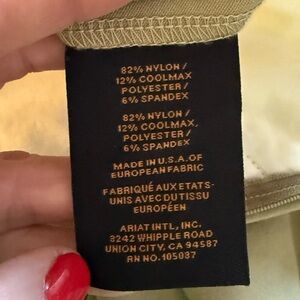 82% NYLON /
12% COOLMAX
POLYESTER /
6% SPANDEX
82% NYLON /
12% COOLMAX,
POLYESTER /
6% SPANDEX
MADE IN U.S.A. OF
EUROPEAN FABRIC
FABRIQUÉ AUX ETATS-
UNIS AVEC DU TISSU
EUROPÉEN
ARIAT INTL, INC.
8242 WHIPPLE ROAD
UNION CITY, CA 94587
RN NO. 105087